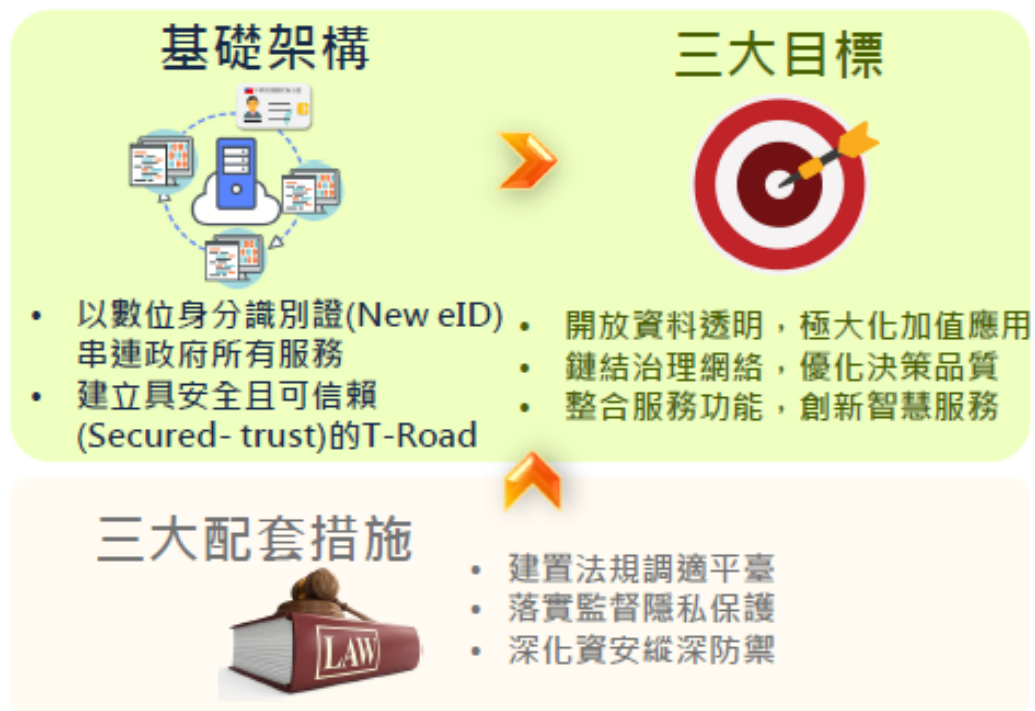 基礎架構
• 以數位身分識別證(New eID)
串連政府所有服務
• 建立具安全且可信賴
(Secured- trust)的T-Road
三大目標
• 開放資料透明，極大化加值應用
• 鏈結治理網絡，優化決策品質
• 整合服務功能，創新智慧服務
三大配套措施
LAW
• 建置法規調適平臺
• 落實監督隱私保護
• 深化資安縱深防禦